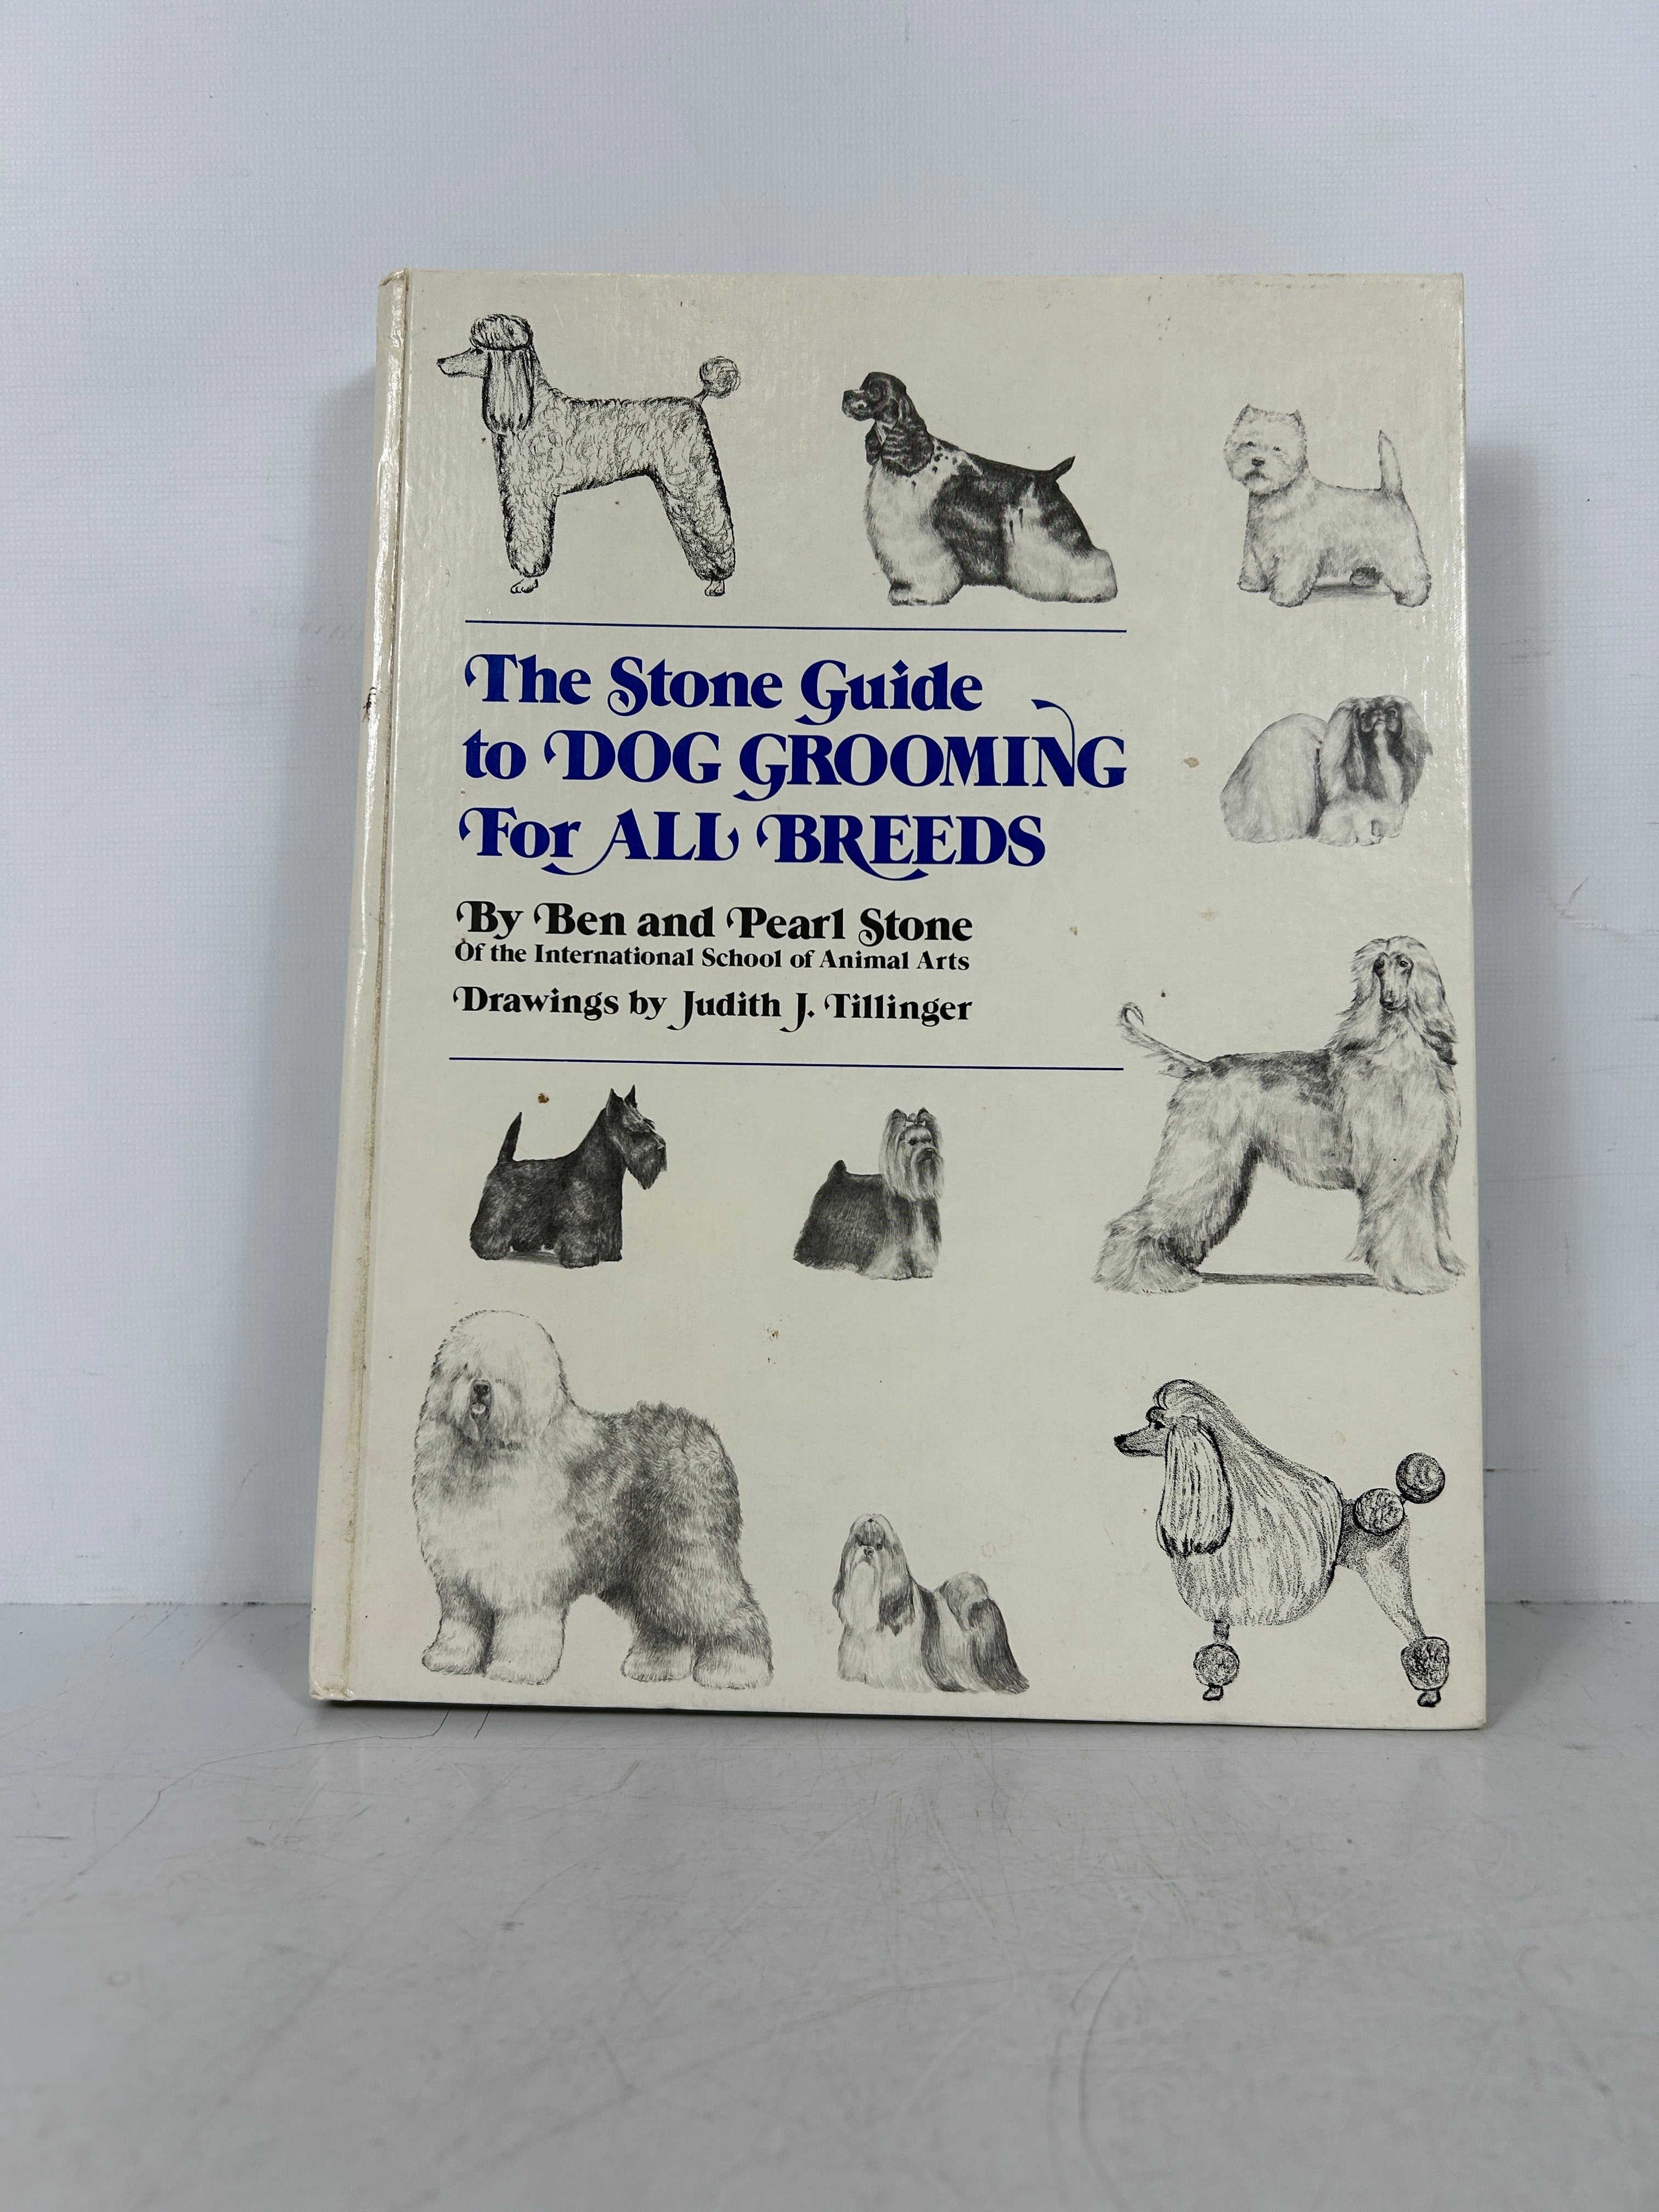 The Stone Guide
to DOG GROOMING
For ALL BREEDS
By Ben and Pearl Stone
Of the International School of Animal Arts
Drawings by Judith J. Tillinger